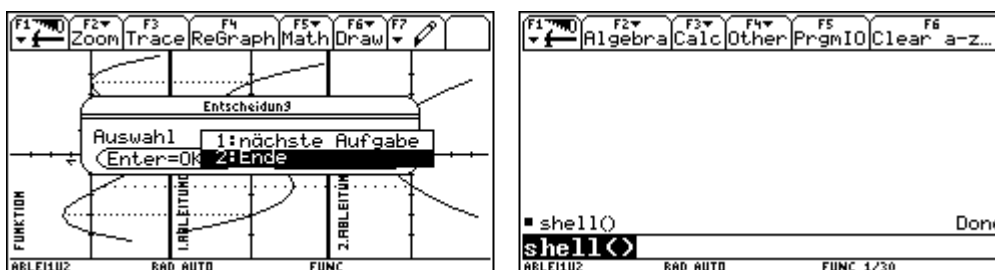 F1 F2 F3 F4 F5 F6 F7
Zoom Trace ReGraph Math Draw
Entscheidung
Auswahl
1:nächste Aufgabe
Enter=OK
2:Ende
FUNKTION
1.ABLEITUNG
2.ABLEITUN
ABLEI1U2 RAD AUTO FUNC
F1 F2 F3 F4 F5 F6
Algebra Calc Other PrgmIO Clear a-z…
shell() Done
shell()
ABLEI1U2 RAD AUTO FUNC 1/30